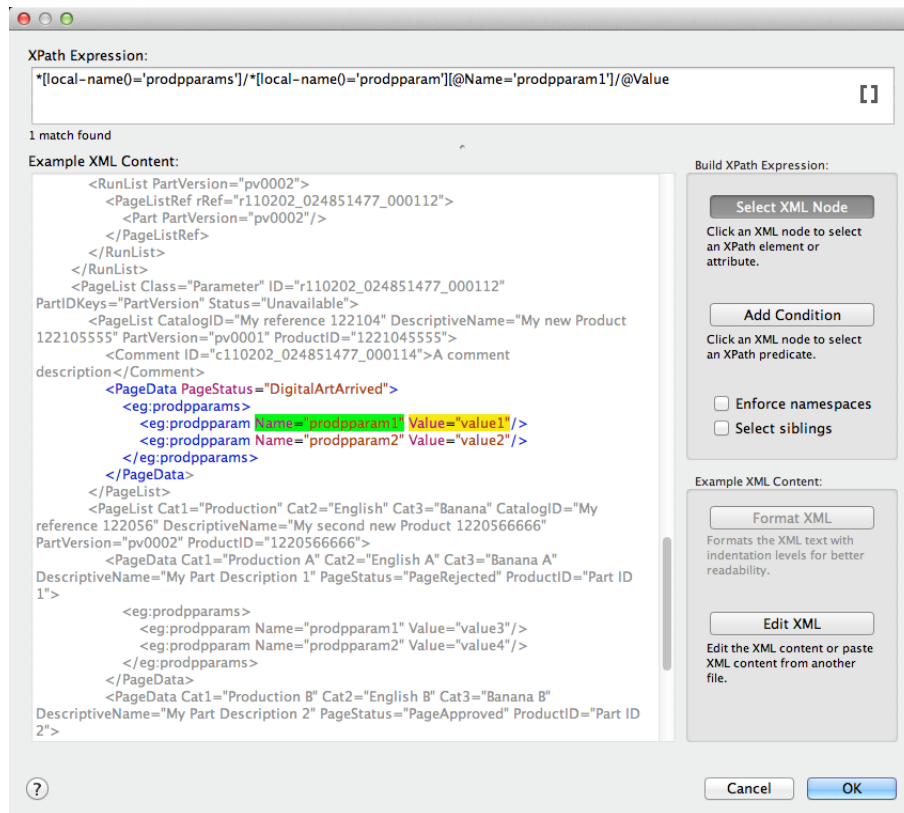 XPath Expression:
*[local-name()='prodpparams']/*[local-name()='prodpparam'][@Name='prodpparam1']/@Value
[]
1 match found
Example XML Content:
<RunList PartVersion="pv0002">
<PageListRef rRef="r110202_024851477_000112">
<Part PartVersion="pv0002"/>
</PageListRef>
</RunList>
</RunList>
<PageList Class="Parameter" ID="r110202_024851477_000112"
PartIDKeys="PartVersion" Status="Unavailable">
<PageList CatalogID="My reference 122104" DescriptiveName="My new Product
122105555" PartVersion="pv0001" ProductID="1221045555">
<Comment ID="c110202_024851477_000114">A comment
description</Comment>
<PageData PageStatus="DigitalArtArrived">
<eg:prodpparams>
<eg:prodpparam Name="prodpparam1" Value="value1"/>
<eg:prodpparam Name="prodpparam2" Value="value2"/>
</eg:prodpparams>
</PageData>
</PageList>
<PageList Cat1="Production" Cat2="English" Cat3="Banana" CatalogID="My
reference 122056" DescriptiveName="My second new Product 1220566666"
PartVersion="pv0002" ProductID="1220566666">
<PageData Cat1="Production A" Cat2="English A" Cat3="Banana A"
DescriptiveName="My Part Description 1" PageStatus="PageRejected" ProductID="Part ID
1">
<eg:prodpparams>
<eg:prodpparam Name="prodpparam1" Value="value3"/>
<eg:prodpparam Name="prodpparam2" Value="value4"/>
</eg:prodpparams>
</PageData>
<PageData Cat1="Production B" Cat2="English B" Cat3="Banana B"
DescriptiveName="My Part Description 2" PageStatus="PageApproved" ProductID="Part ID
2">
Build XPath Expression:
Select XML Node
Click an XML node to select
an XPath element or
attribute.
Add Condition
Click an XML node to select
an XPath predicate.
Enforce namespaces
Select siblings
Example XML Content:
Format XML
Formats the XML text with
indentation levels for better
readability.
Edit XML
Edit the XML content or paste
XML content from another
file.
?
Cancel
OK